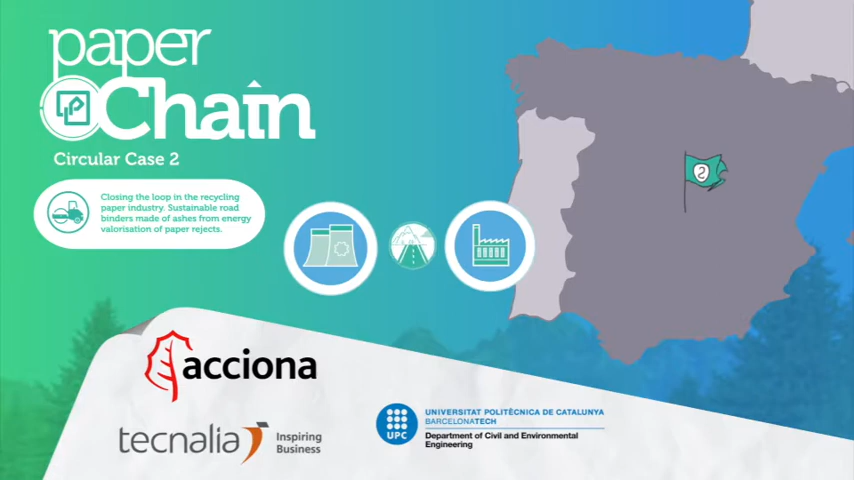 paper
Chain
Circular Case 2
Closing the loop in the recycling
paper industry. Sustainable road
binders made of ashes from energy
valorisation of paper rejects.
2
acciona
tecnalia
Inspiring
Business
UPC
UNIVERSITAT POLITÈCNICA DE CATALUNYA
BARCELONATECH
Department of Civil and Environmental
Engineering